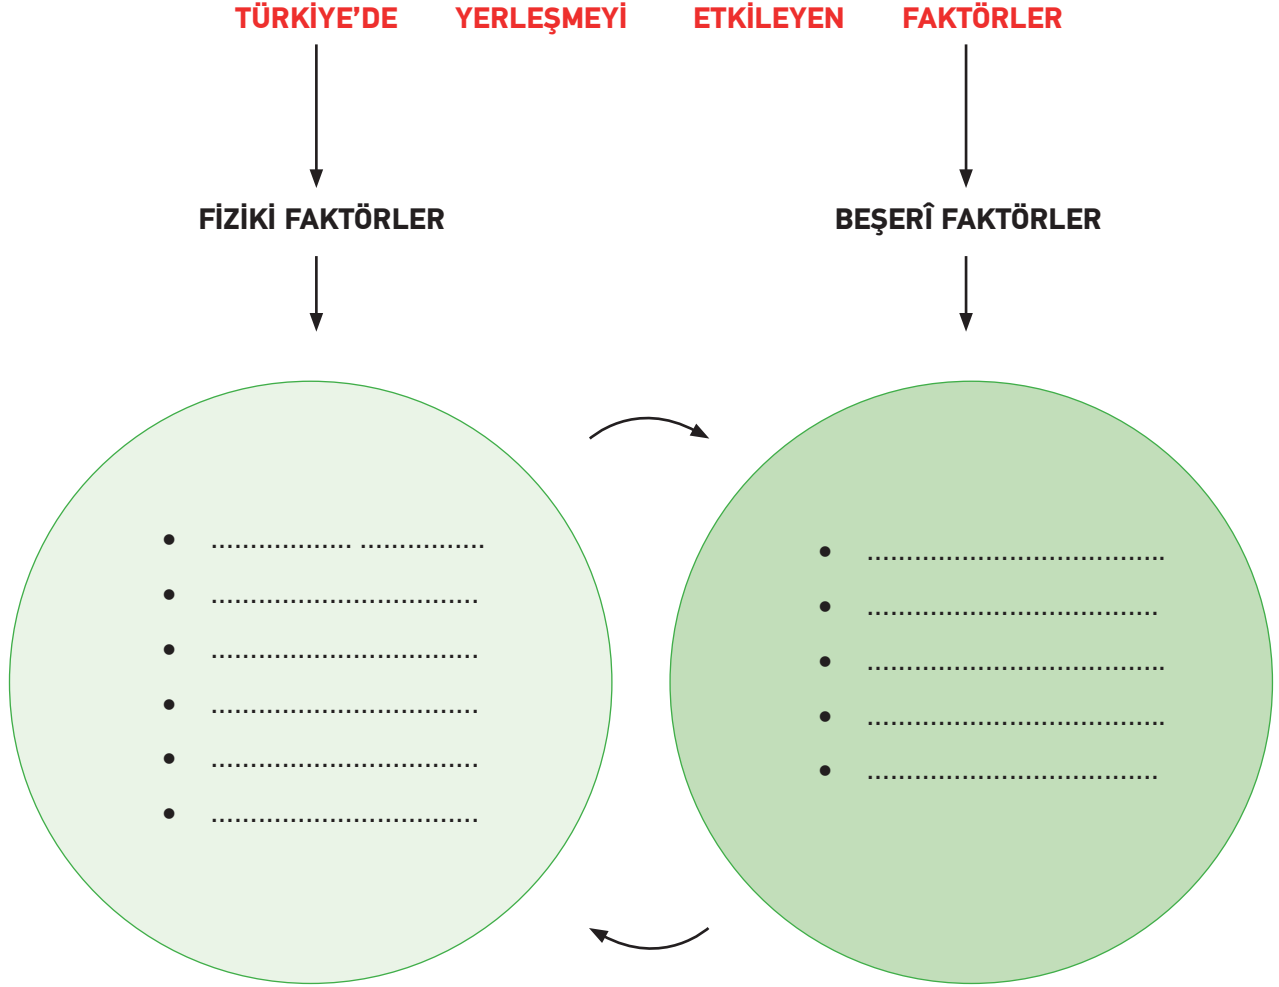 TÜRKİYE'DE YERLEŞMEYİ ETKİLEYEN FAKTÖRLER
FİZİKİ FAKTÖRLER
BEŞERÎ FAKTÖRLER
• .................. ................
• ..................................
• ..................................
• ..................................
• ..................................
• ..................................
• ......................................
• .....................................
• ......................................
• ......................................
• .....................................